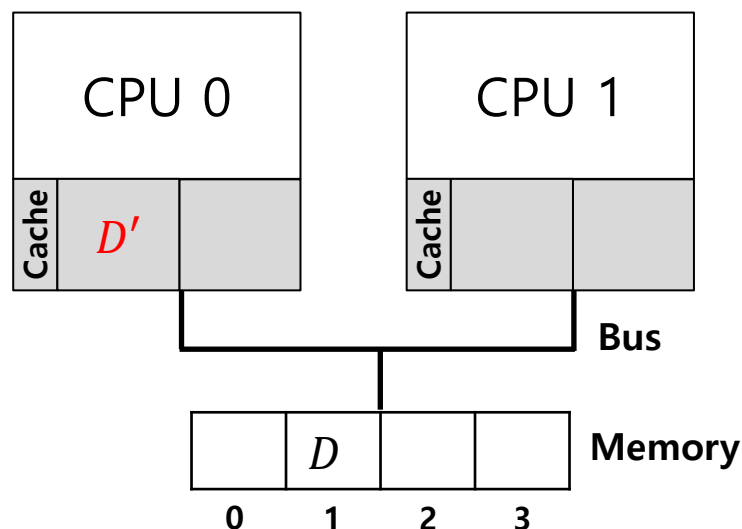 CPU 0
CPU 1
Cache
D′
Cache
Bus
D
Memory
0 1 2 3